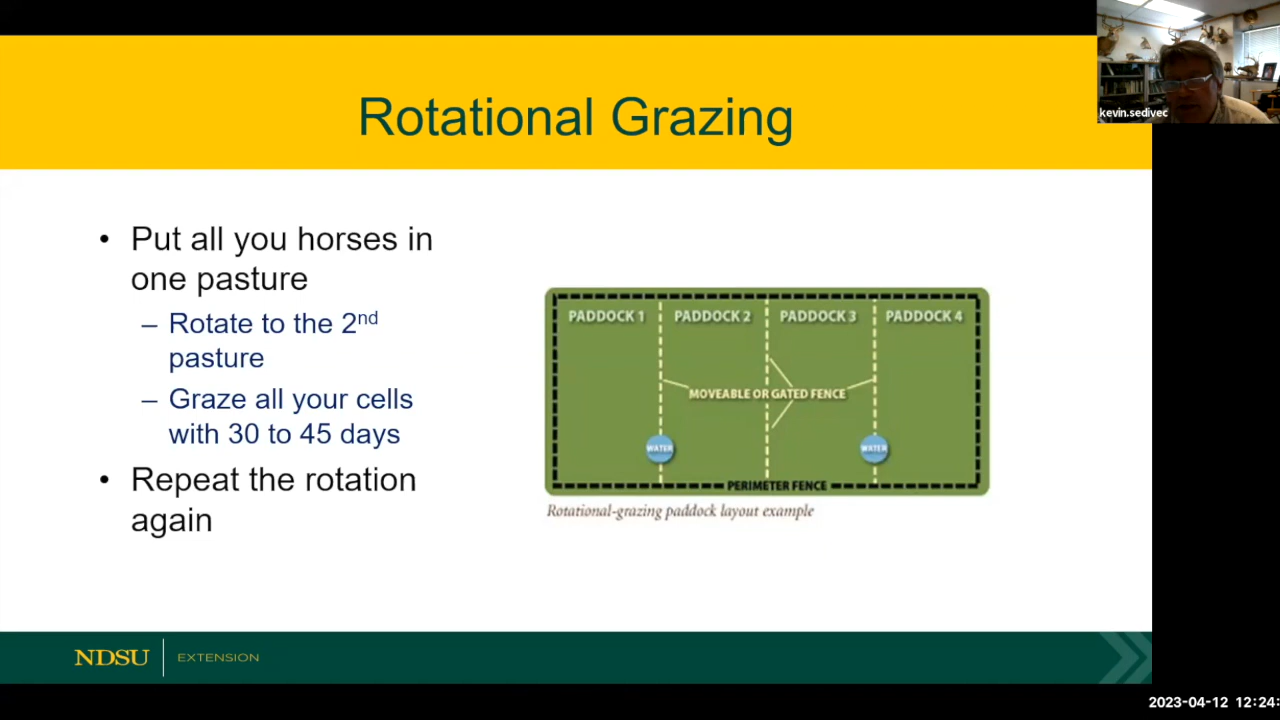 Rotational Grazing
kevin.sedivec
• Put all you horses in
one pasture
– Rotate to the 2nd
pasture
– Graze all your cells
with 30 to 45 days
• Repeat the rotation
again
PADDOCK 1 PADDOCK 2 PADDOCK 3 PADDOCK 4
MOVEABLE OR GATED FENCE
WATER WATER
PERIMETER FENCE
Rotational-grazing paddock layout example
NDSU EXTENSION
2023-04-12 12:24: